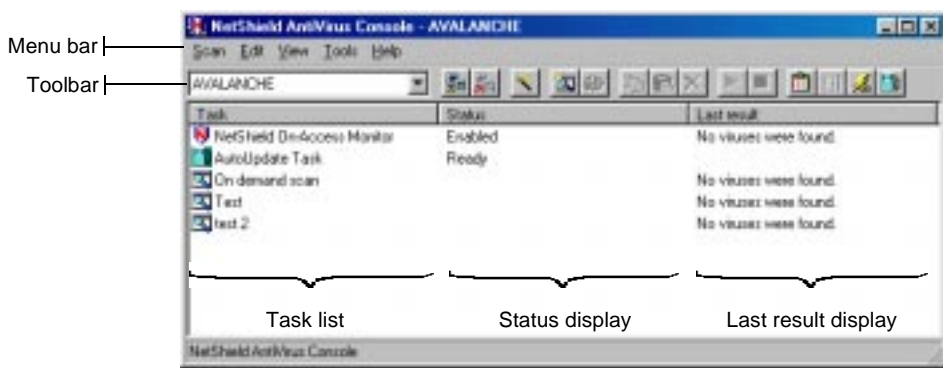 NetShield AntiVirus Console - AVALANCHE
Menu bar
Scan Edit View Tools Help
Toolbar
AVALANCHE
Task Status Last result
NetShield On-Access Monitor Enabled No viruses were found.
AutoUpdate Task Ready
On demand scan No viruses were found.
Test No viruses were found.
test 2 No viruses were found.
Task list Status display Last result display
NetShield AntiVirus Console